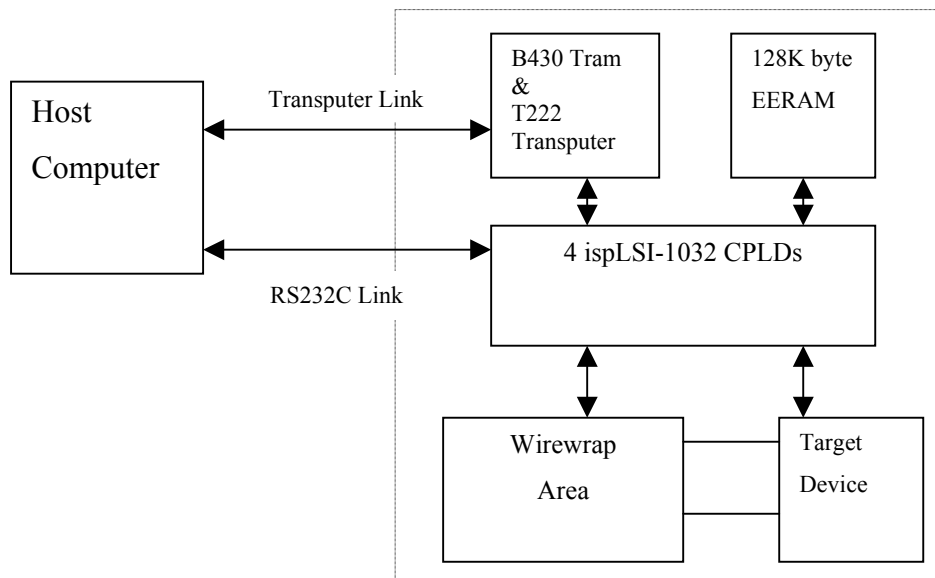 Host
Computer
Transputer Link
RS232C Link
B430 Tram
&
T222
Transputer
128K byte
EERAM
4 ispLSI-1032 CPLDs
Wirewrap
Area
Target
Device